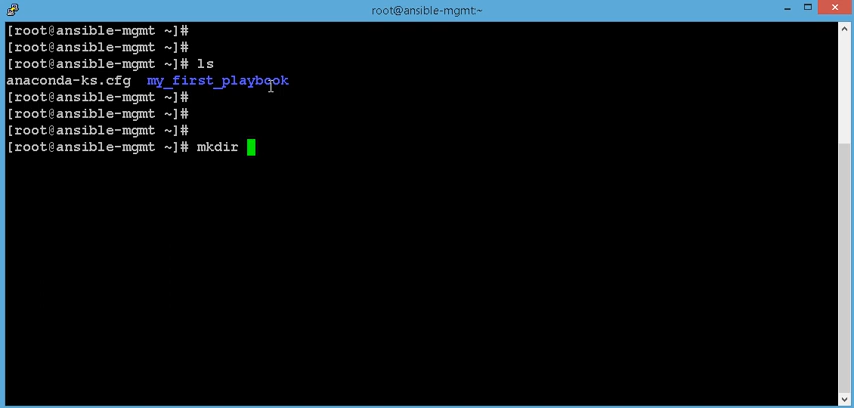 root@ansible-mgmt:~
[root@ansible-mgmt ~]#
[root@ansible-mgmt ~]#
[root@ansible-mgmt ~]# ls
anaconda-ks.cfg  my_first_playbook
[root@ansible-mgmt ~]#
[root@ansible-mgmt ~]#
[root@ansible-mgmt ~]#
[root@ansible-mgmt ~]# mkdir